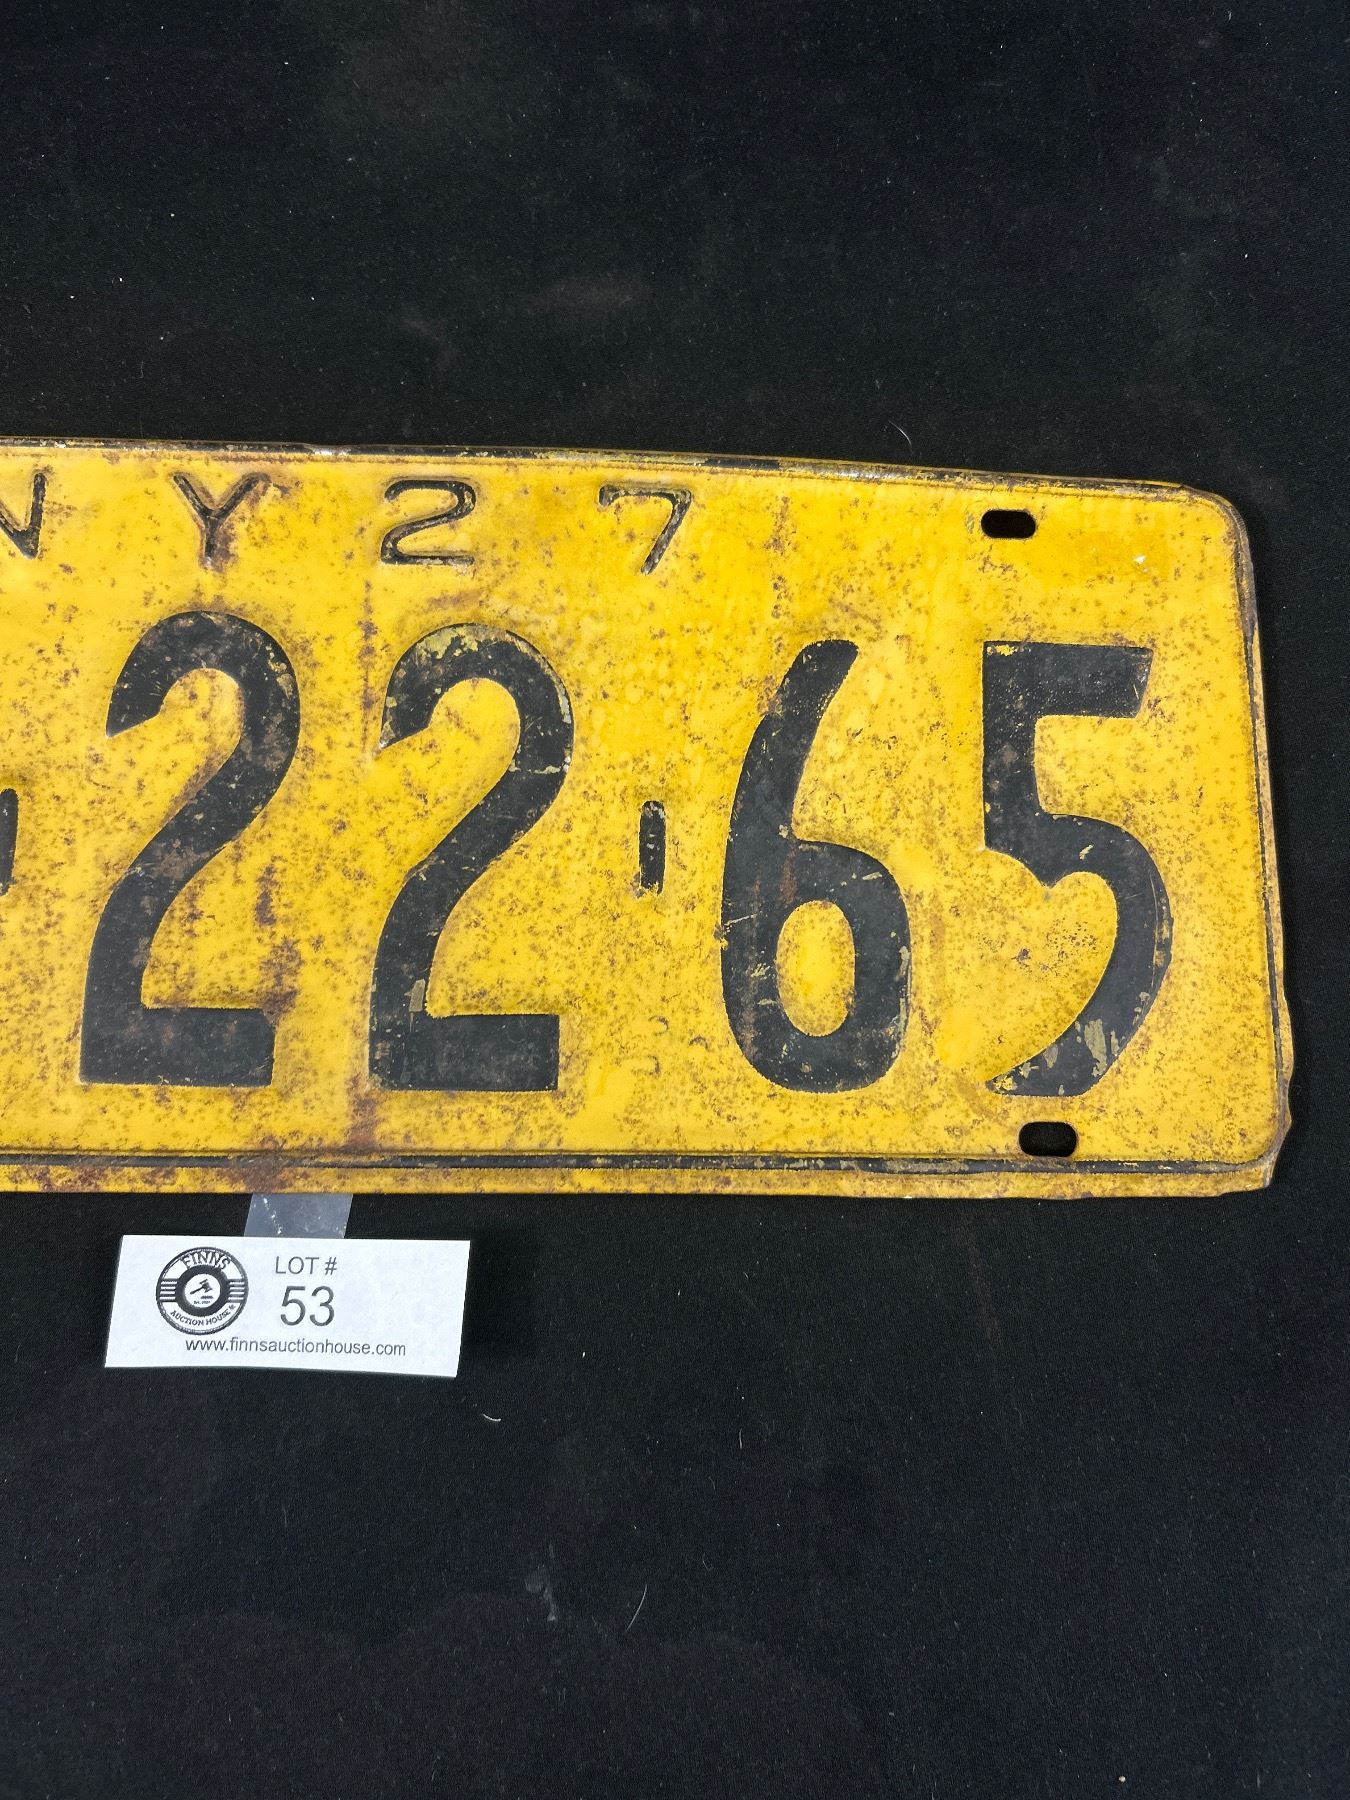 NY27
-22-65
FINNS
AUCTION HOUSE
LOT #
53
www.finnsauctionhouse.com